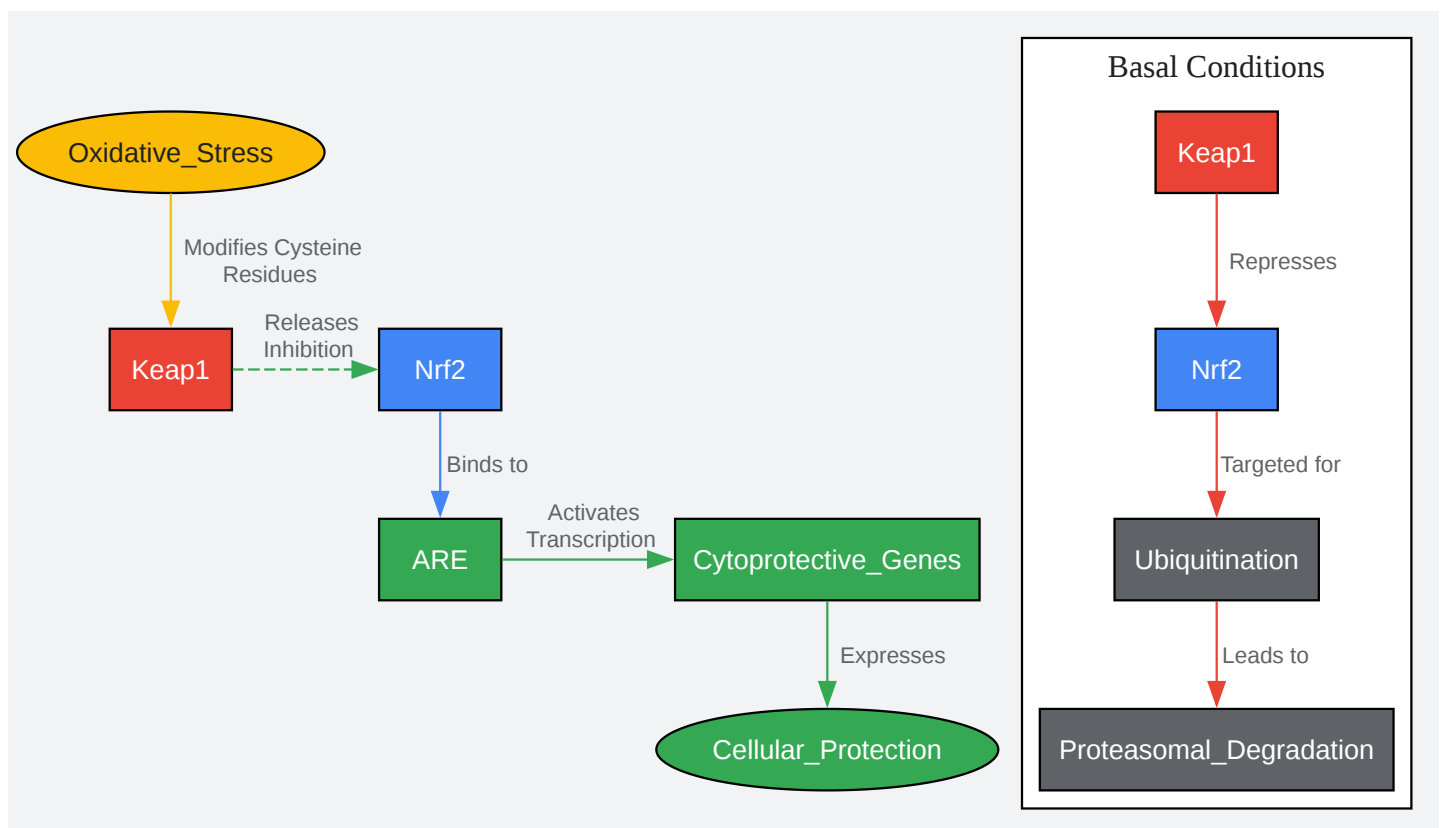 Oxidative_Stress
Modifies Cysteine
Residues
Keap1
Releases
Inhibition
Nrf2
Binds to
ARE
Activates
Transcription
Cytoprotective_Genes
Expresses
Cellular_Protection
Basal Conditions
Keap1
Represses
Nrf2
Targeted for
Ubiquitination
Leads to
Proteasomal_Degradation